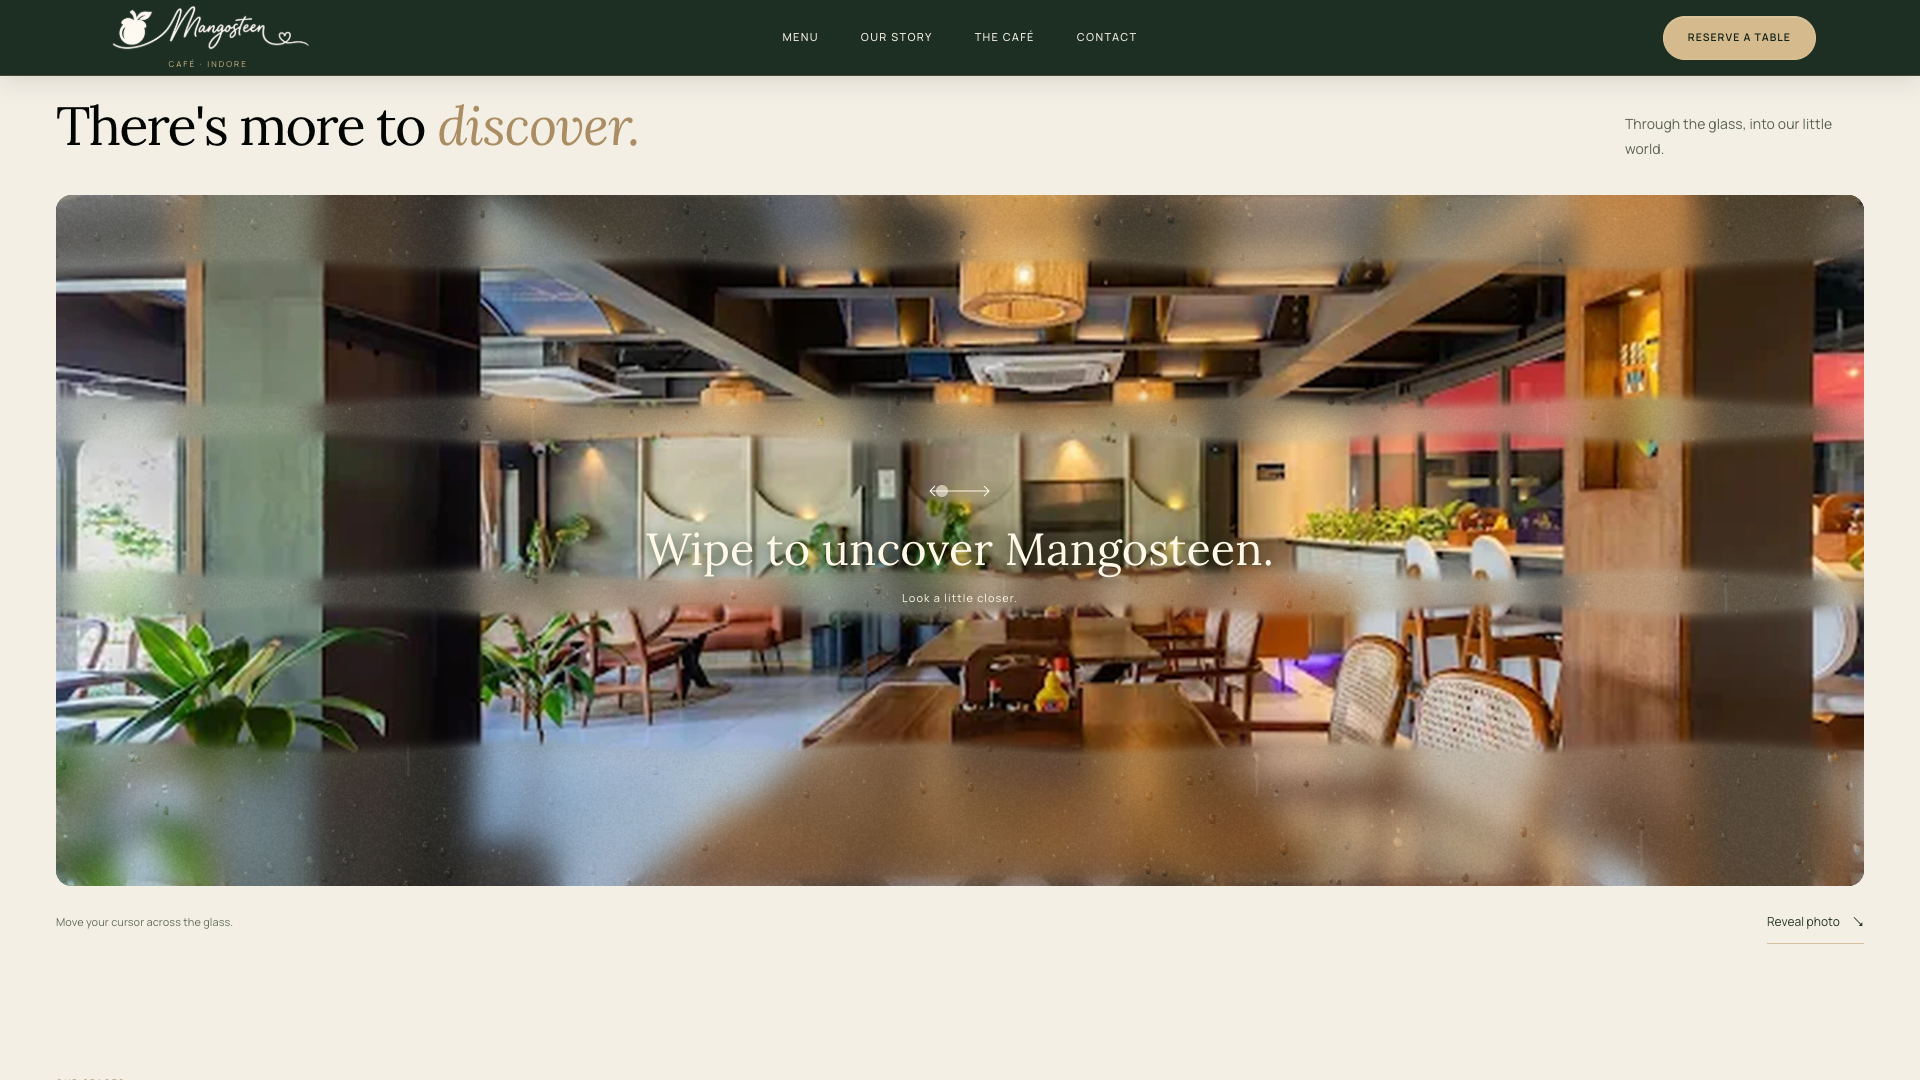 Mangosteen
CAFÉ · INDORE
MENU
OUR STORY
THE CAFÉ
CONTACT
RESERVE A TABLE
There's more to discover.
Through the glass, into our little
world.
Wipe to uncover Mangosteen.
Look a little closer.
Move your cursor across the glass.
Reveal photo